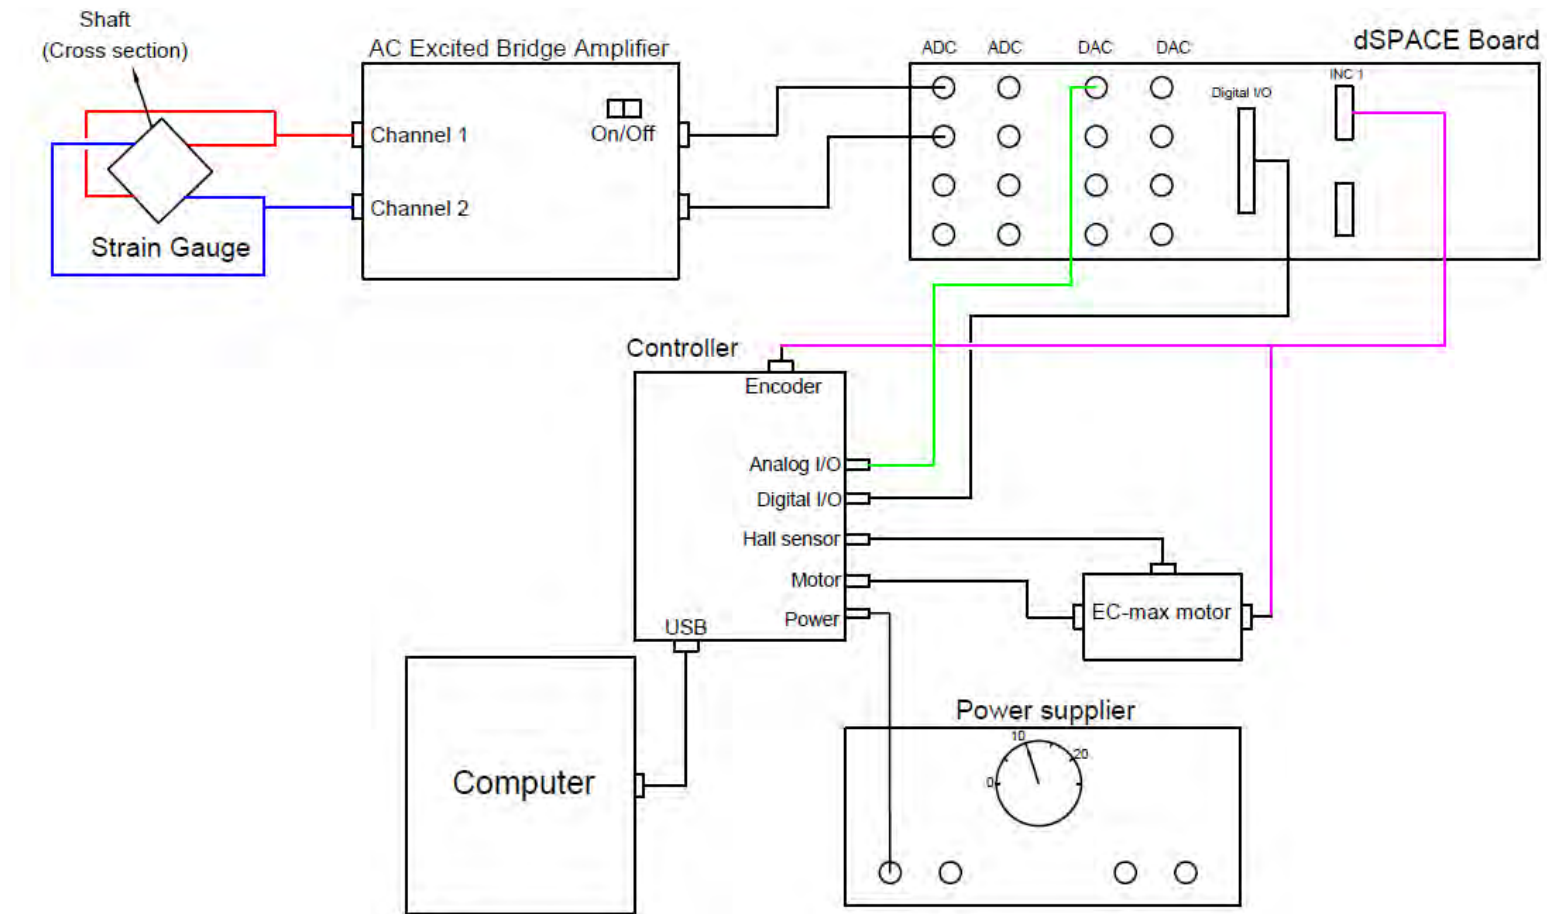 Shaft
(Cross section)
AC Excited Bridge Amplifier
ADC ADC DAC DAC
dSPACE Board
INC 1
Digital I/O
Channel 1
On/Off
Channel 2
Strain Gauge
Controller
Encoder
Analog I/O
Digital I/O
Hall sensor
Motor
EC-max motor
Power
USB
Power supplier
10
20
0
Computer